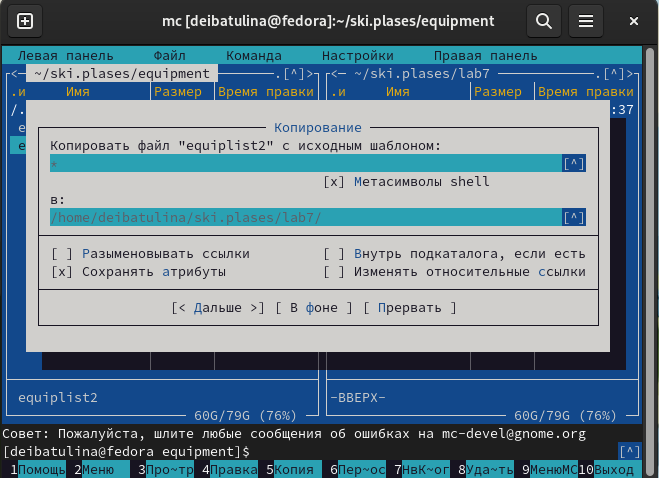 mc [deibatulina@fedora]:~/ski.plases/equipment
Левая панель Файл Команда Настройки Правая панель
<─ ~/ski.plases/equipment .[^]> <─ ~/ski.plases/lab7 .[^]>
.и Имя Размер Время правки .и Имя Размер Время правки
/. :37
e
e
Копирование
Копировать файл "equiplist2" с исходным шаблоном:
* [^]
[x] Метасимволы shell
в:
/home/deibatulina/ski.plases/lab7/ [^]
[ ] Разыменовывать ссылки [ ] Внутрь подкаталога, если есть
[x] Сохранять атрибуты [ ] Изменять относительные ссылки
[< Дальше >] [ В фоне ] [ Прервать ]
equiplist2 -ВВЕРХ-
60G/79G (76%) 60G/79G (76%)
Совет: Пожалуйста, шлите любые сообщения об ошибках на mc-devel@gnome.org
[deibatulina@fedora equipment]$ [^]
1Помощь 2Меню 3Про~тр 4Правка 5Копия 6Пер~ос 7НвК~ог 8Уда~ть 9МенюMC 10Выход